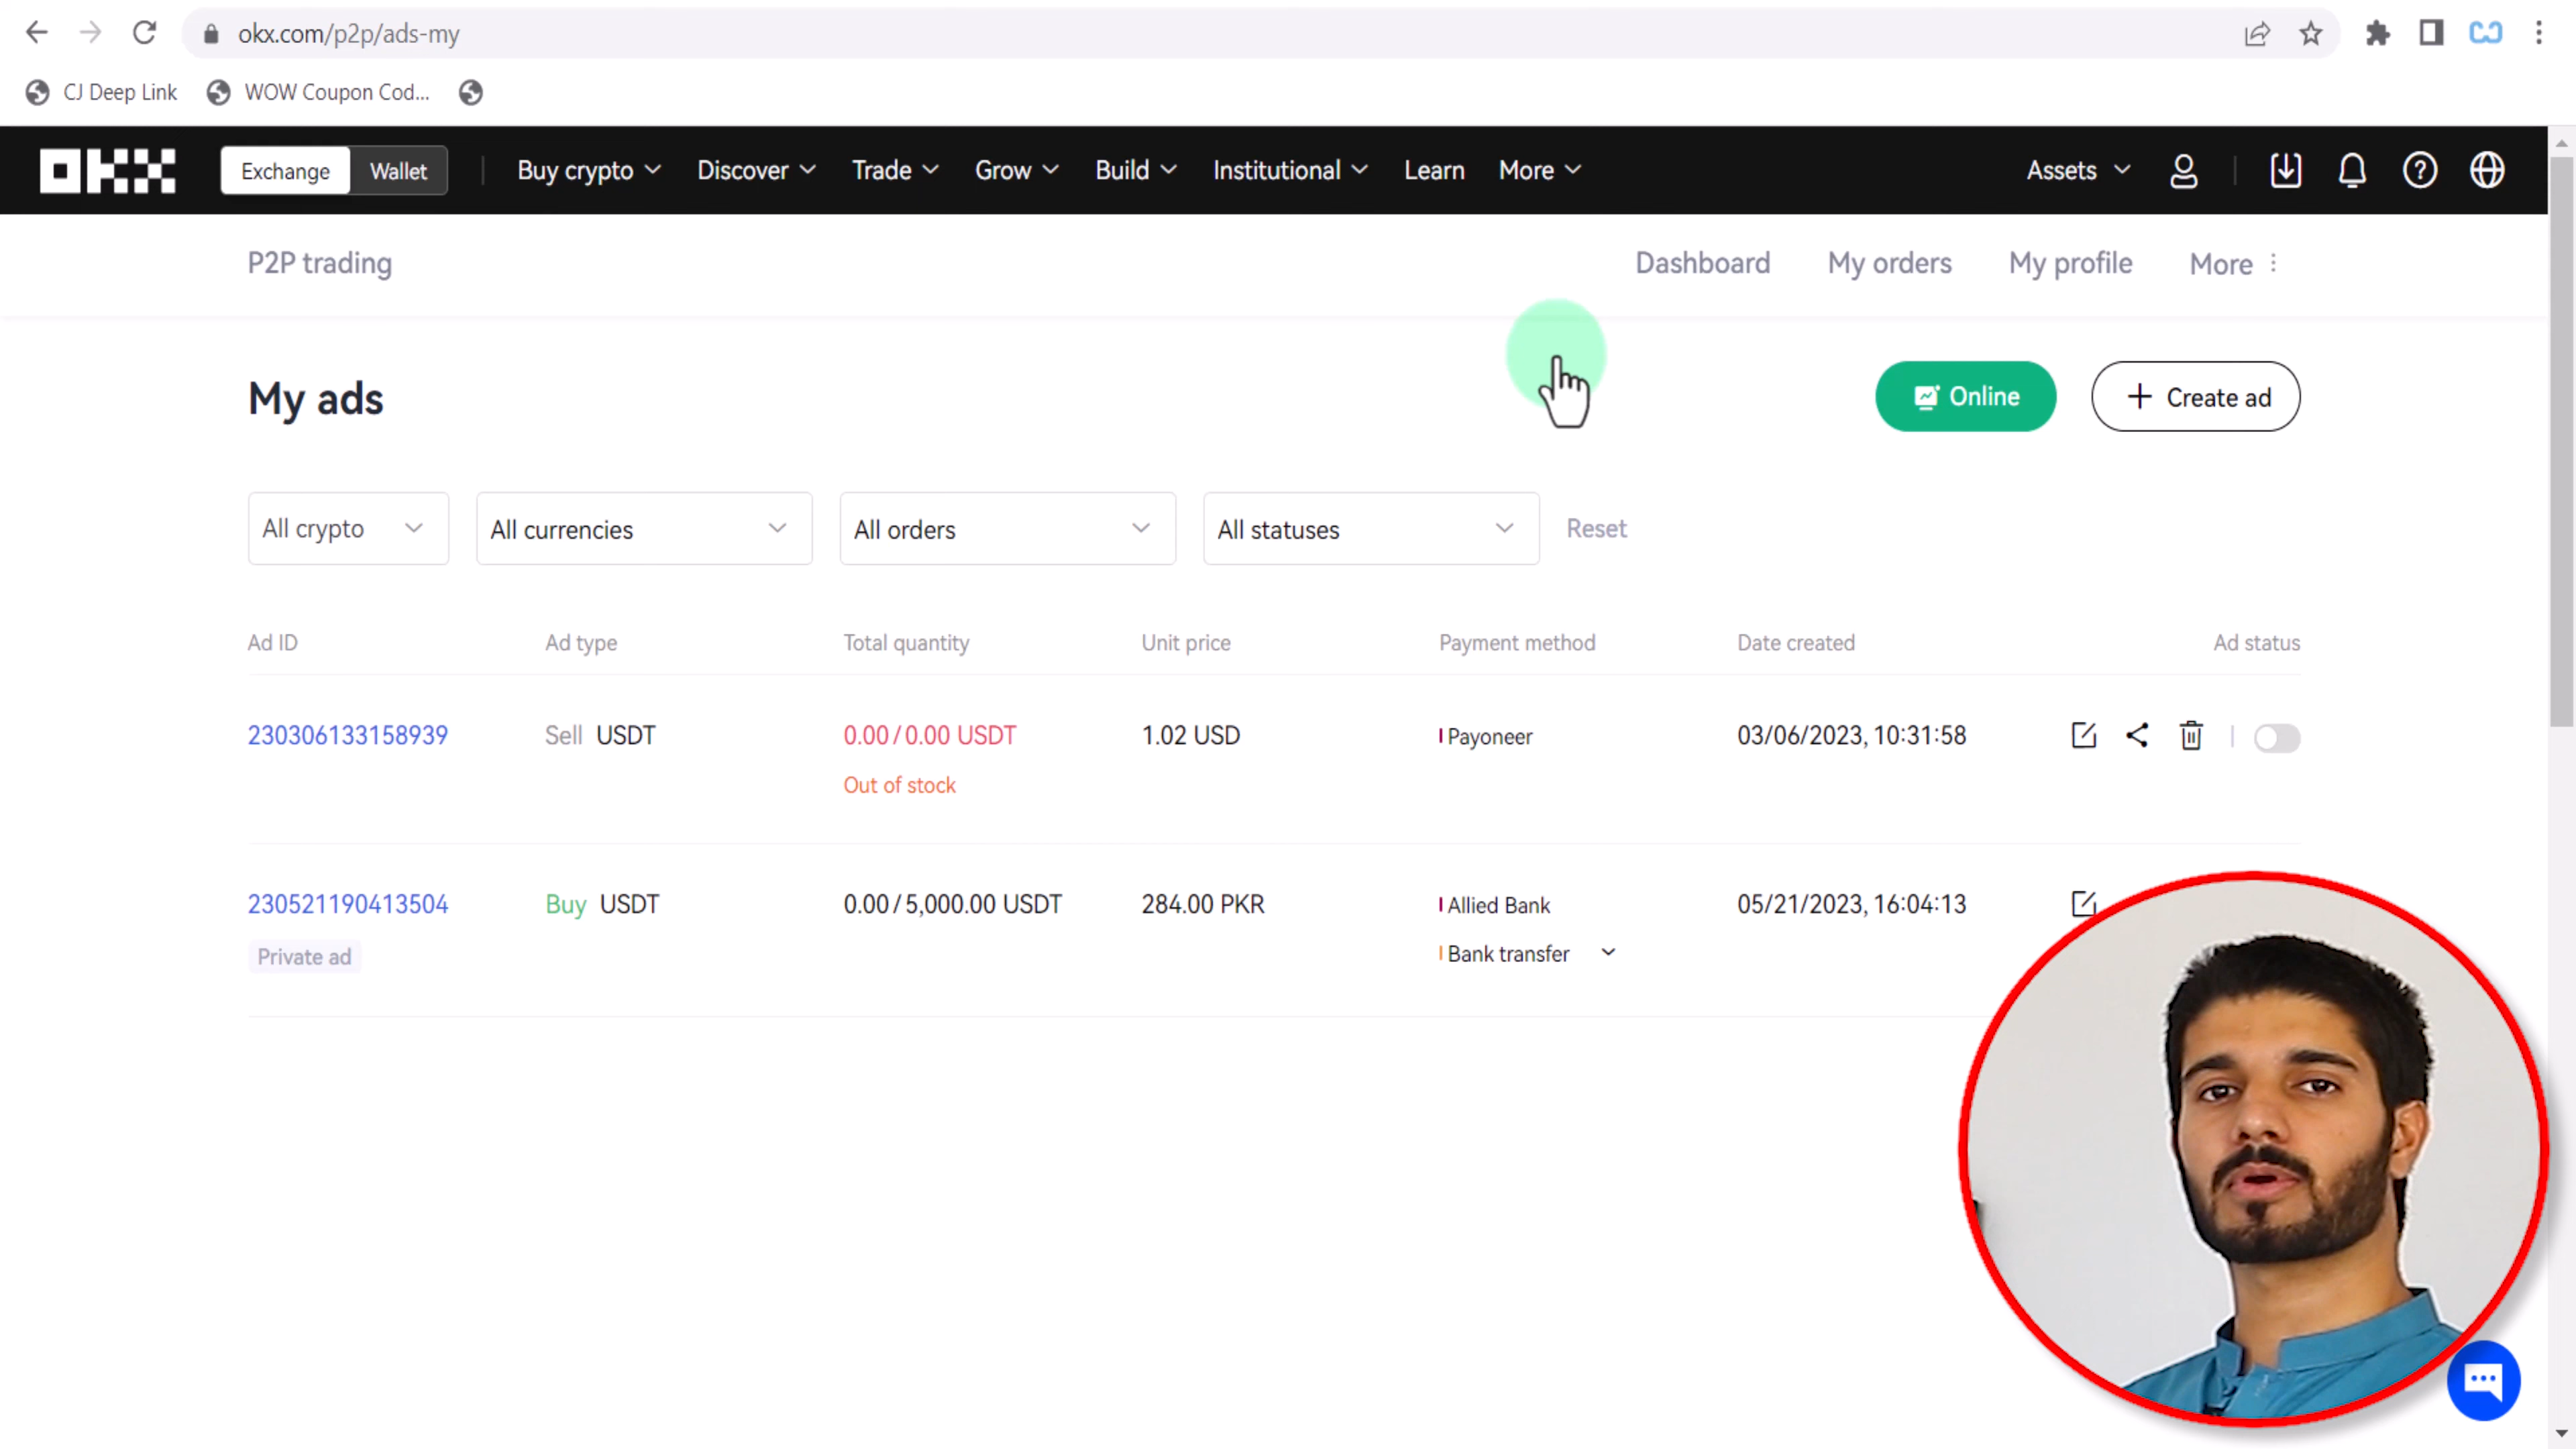 okx.com/p2p/ads-my
CJ Deep Link WOW Coupon Cod...
OKX Exchange Wallet Buy crypto Discover Trade Grow Build Institutional Learn More Assets
P2P trading Dashboard My orders My profile More
My ads Online + Create ad
All crypto All currencies All orders All statuses Reset
Ad ID Ad type Total quantity Unit price Payment method Date created Ad status
230306133158939 Sell USDT 0.00 / 0.00 USDT 1.02 USD Payoneer 03/06/2023, 10:31:58
Out of stock
230521190413504 Buy USDT 0.00 / 5,000.00 USDT 284.00 PKR Allied Bank 05/21/2023, 16:04:13
Private ad Bank transfer